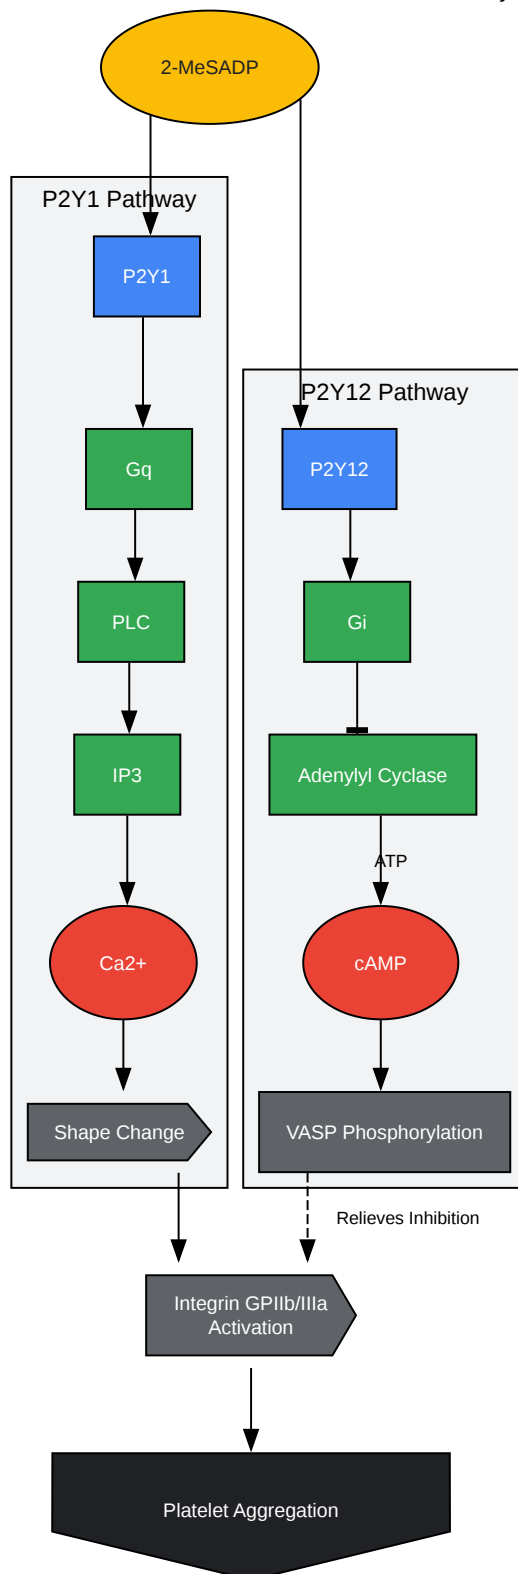 2-MeSADP
P2Y1 Pathway
P2Y1
P2Y12 Pathway
Gq
P2Y12
PLC
Gi
IP3
Adenylyl Cyclase
ATP
Ca2+
cAMP
Shape Change
VASP Phosphorylation
Relieves Inhibition
Integrin GPIIb/IIIa
Activation
Platelet Aggregation